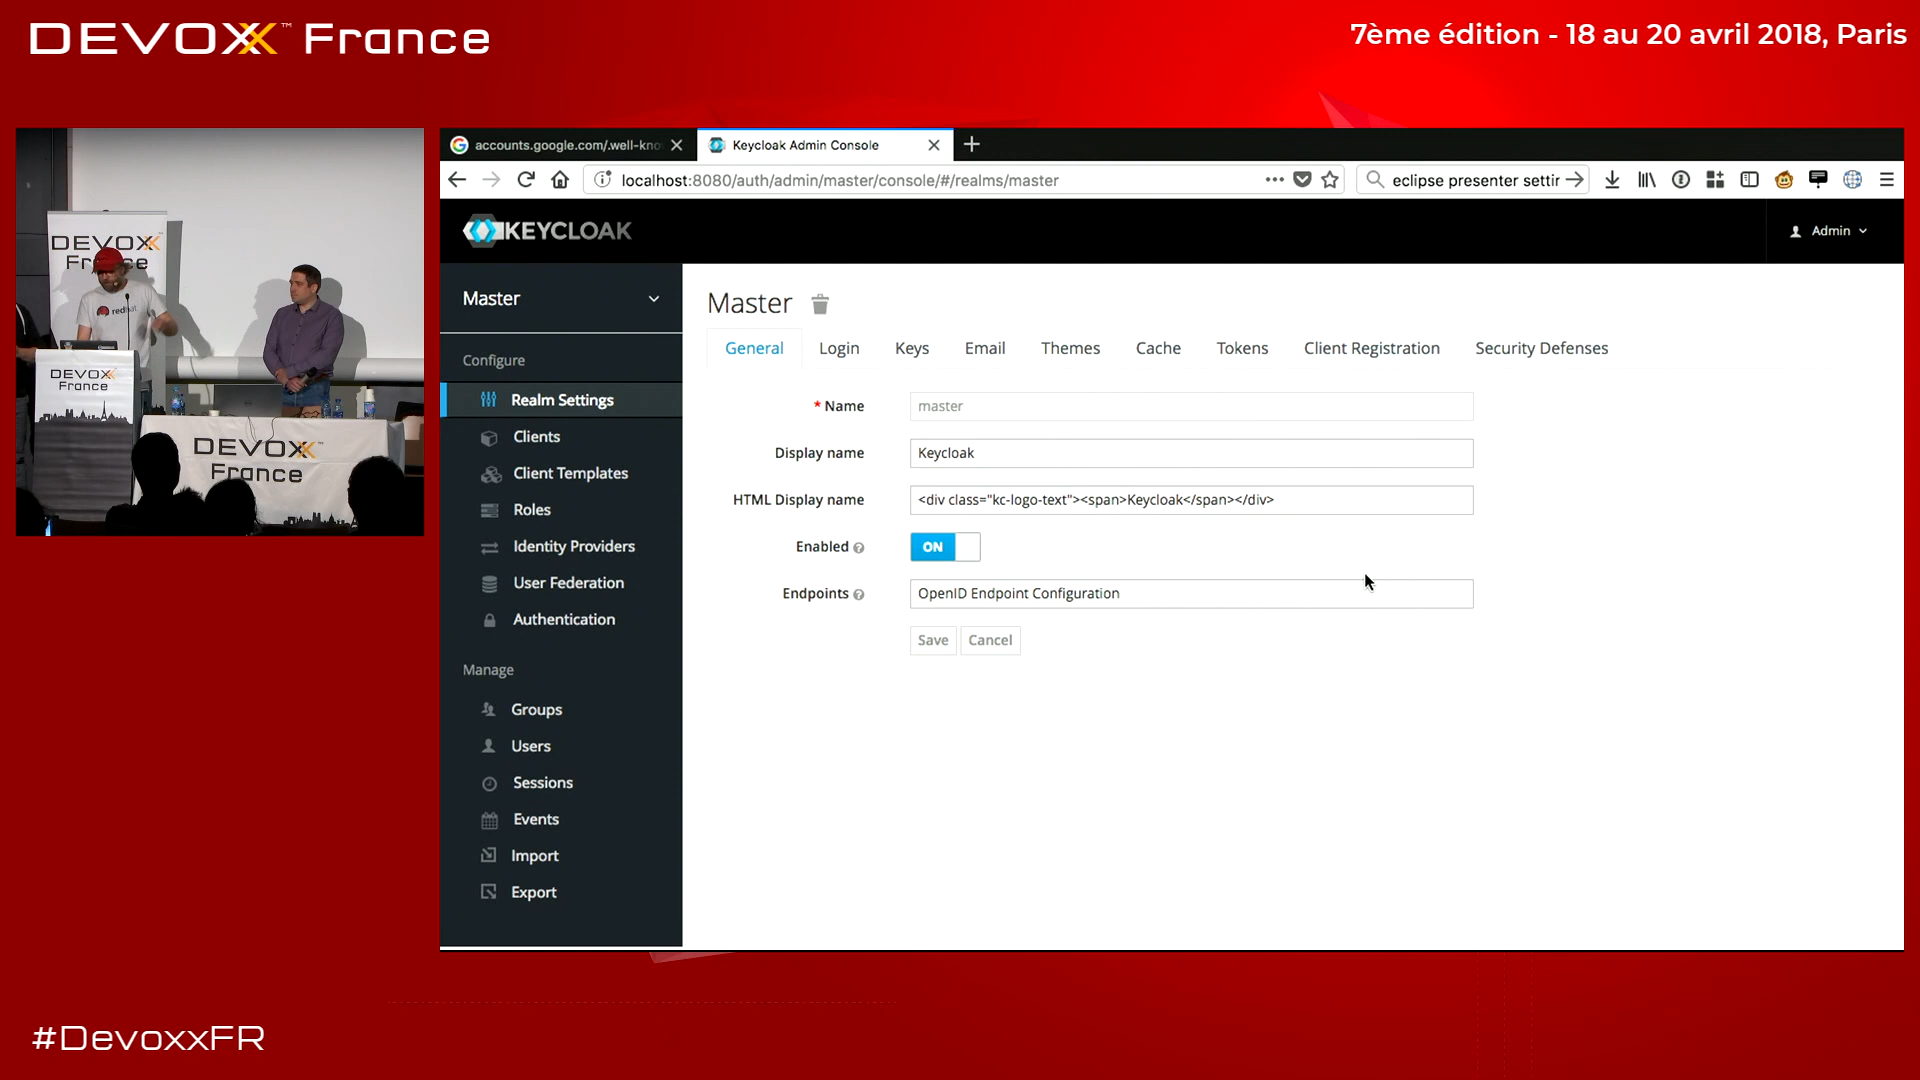 DEVOXX™ France
7ème édition - 18 au 20 avril 2018, Paris
accounts.google.com/.well-kno
Keycloak Admin Console
localhost:8080/auth/admin/master/console/#/realms/master
eclipse presenter settir
KEYCLOAK
Admin
Master
Configure
Realm Settings
Clients
Client Templates
Roles
Identity Providers
User Federation
Authentication
Manage
Groups
Users
Sessions
Events
Import
Export
Master
General
Login
Keys
Email
Themes
Cache
Tokens
Client Registration
Security Defenses
* Name
master
Display name
Keycloak
HTML Display name
<div class="kc-logo-text"><span>Keycloak</span></div>
Enabled
ON
Endpoints
OpenID Endpoint Configuration
Save
Cancel
DEVOXX
France
redhat
DEVOXX
France
DEVOXX™
France
#DevoxxFR